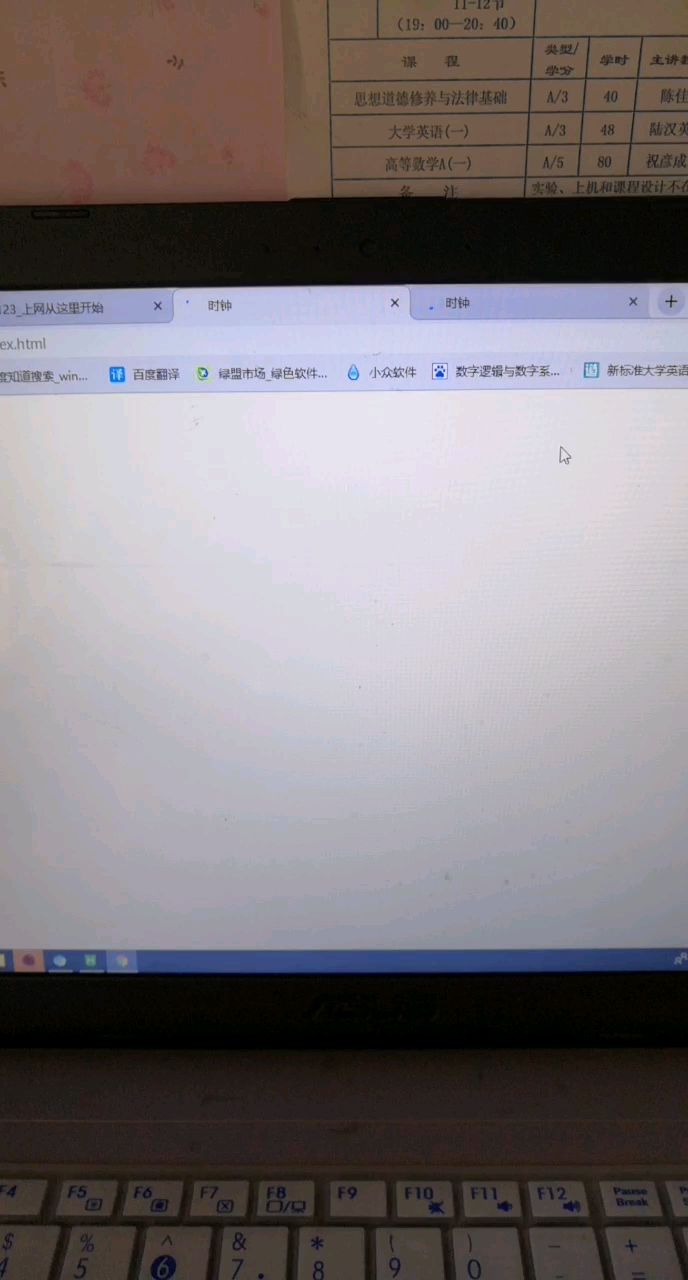 11-12节
(19:00—20:40)
课 程 类型/学分 学时 主讲教
思想道德修养与法律基础 A/3 40 陈佳
大学英语(一) A/3 48 陆汉英
高等数学A(一) A/5 80 祝彦成
备 注 实验、上机和课程设计不在
123_上网从这里开始 × 时钟 × 时钟 × +
ex.html
度知道搜索_win... 百度翻译 绿盟市场_绿色软件... 小众软件 数字逻辑与数字系... 新标准大学英语
F4 F5 F6 F7 F8 F9 F10 F11 F12 Pause Break
$ % ^ & * ( ) — +
4 5 6 7 8 9 0